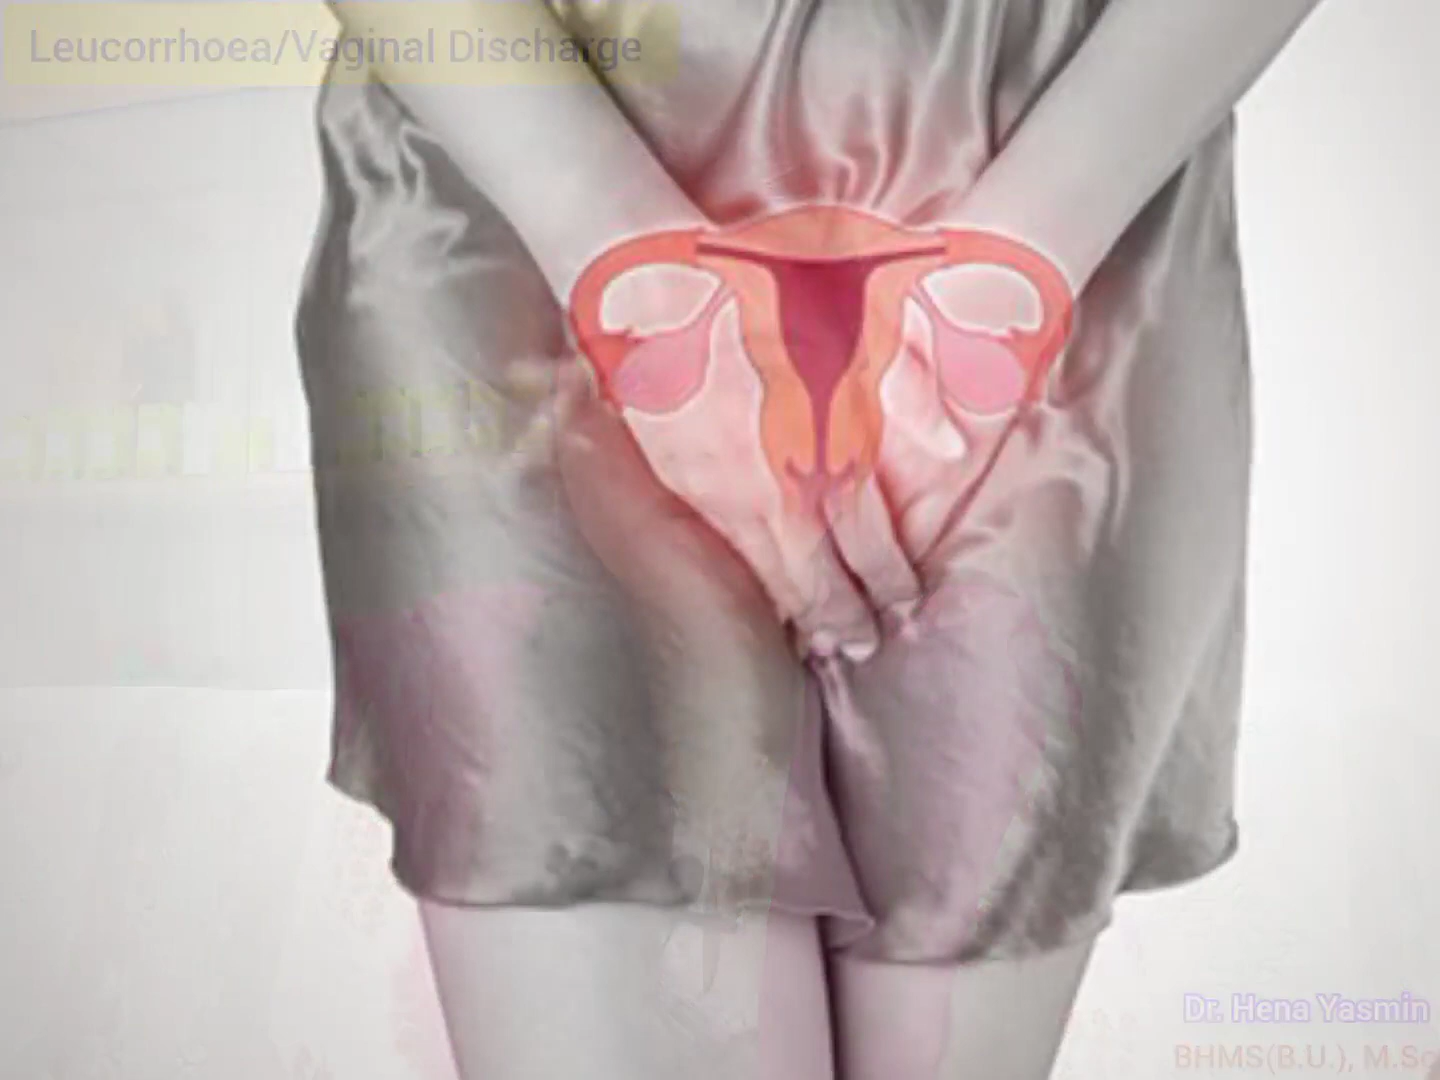 Leucorrhoea/Vaginal Discharge
Dr. Hena Yasmin
BHMS(B.U.), M.Sc